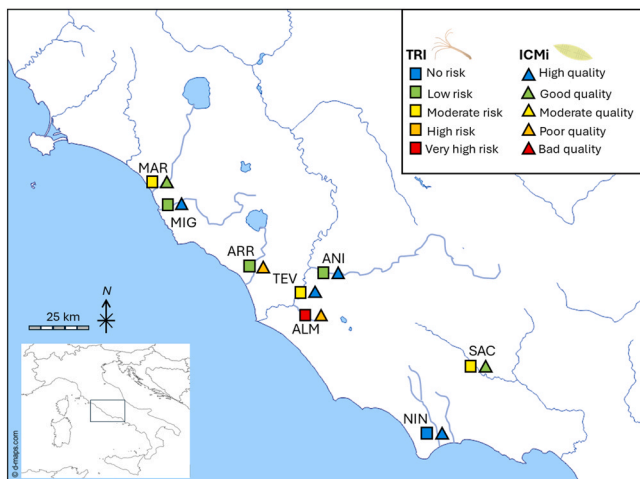 TRI
No risk
Low risk
Moderate risk
High risk
Very high risk
ICMi
High quality
Good quality
Moderate quality
Poor quality
Bad quality
MAR
MIG
ARR
ANI
TEV
ALM
SAC
NIN
N
25 km
© d-maps.com